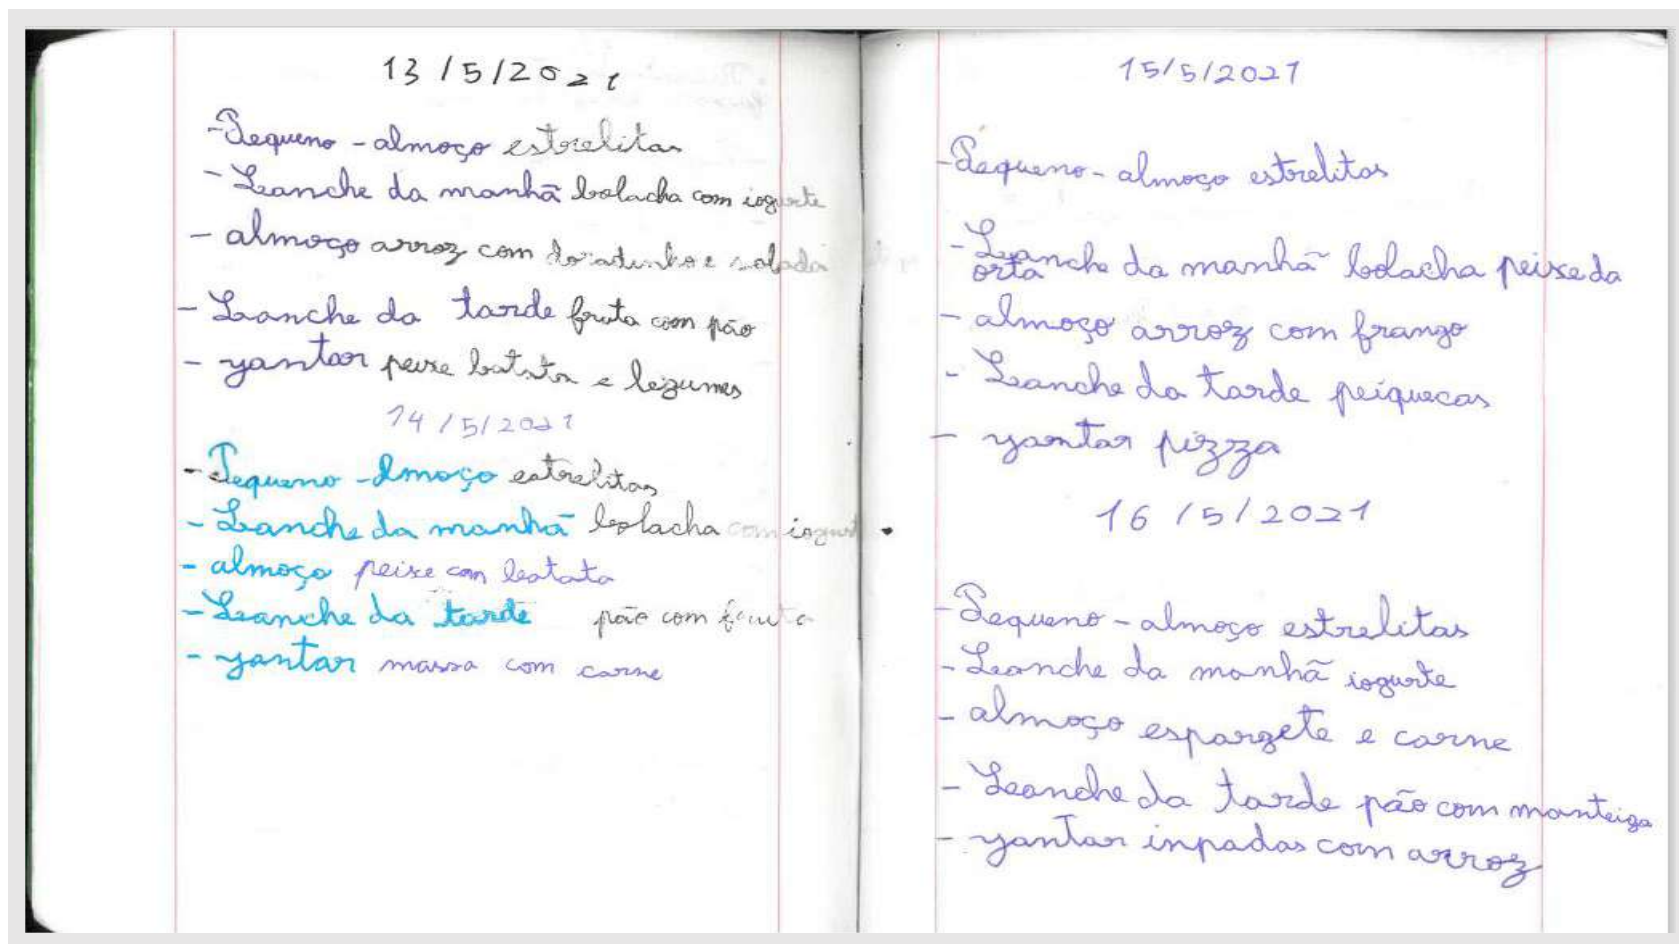 13/5/2021
-Pequeno-almoço estrelitas
- Lanche da manhã bolacha com iogurte
- almoço arroz com doradinho e salada
- Lanche da tarde fruta com pão
- yantar peixe batata e legumes
14/5/2021
- Pequeno-almoço estrelitas
- Lanche da manhã bolacha com iogurt
- almoço peixe com batata
- Lanche da tarde pão com fruta
- yantar massa com carne
15/5/2021
-Pequeno-almoço estrelitas
- Lanche da manhã bolacha peixe da
orta
- almoço arroz com frango
- Lanche da tarde peiquecas
- yantar pizza
16/5/2021
-Pequeno-almoço estrelitas
- Lanche da manhã iogurte
- almoço espargete e carne
- Lanche da tarde pão com manteiga
- yantar inpadas com arroz